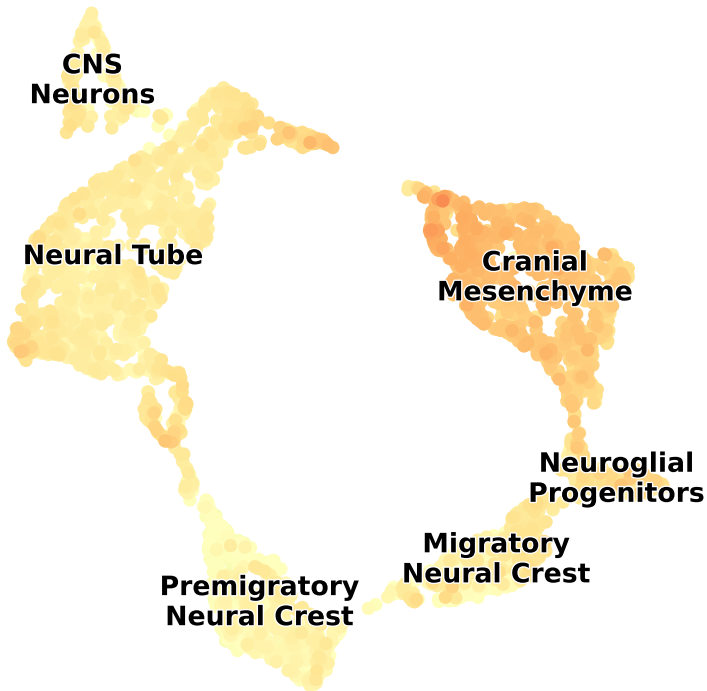 CNS
Neurons
Neural Tube
Cranial
Mesenchyme
Neuroglial
Progenitors
Migratory
Neural Crest
Premigratory
Neural Crest